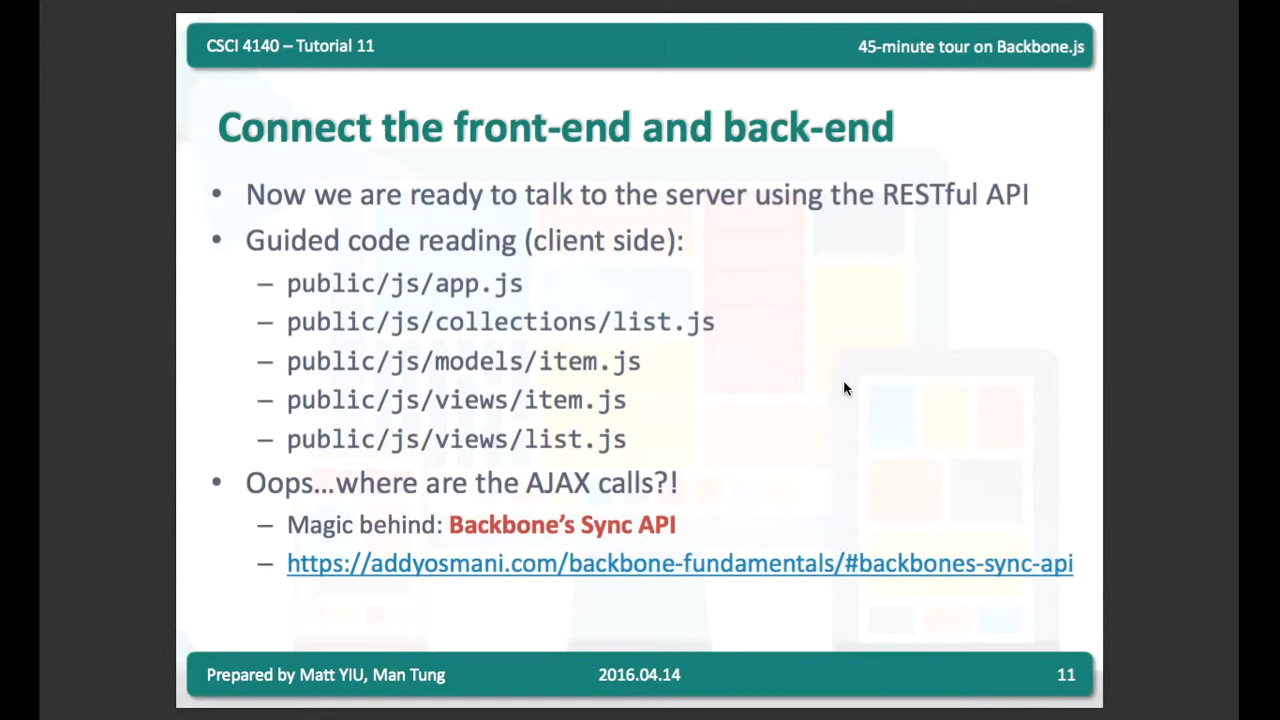 CSCI 4140 – Tutorial 11
45-minute tour on Backbone.js
Connect the front-end and back-end
• Now we are ready to talk to the server using the RESTful API
• Guided code reading (client side):
– public/js/app.js
– public/js/collections/list.js
– public/js/models/item.js
– public/js/views/item.js
– public/js/views/list.js
• Oops…where are the AJAX calls?!
– Magic behind: Backbone’s Sync API
– https://addyosmani.com/backbone-fundamentals/#backbones-sync-api
Prepared by Matt YIU, Man Tung
2016.04.14
11